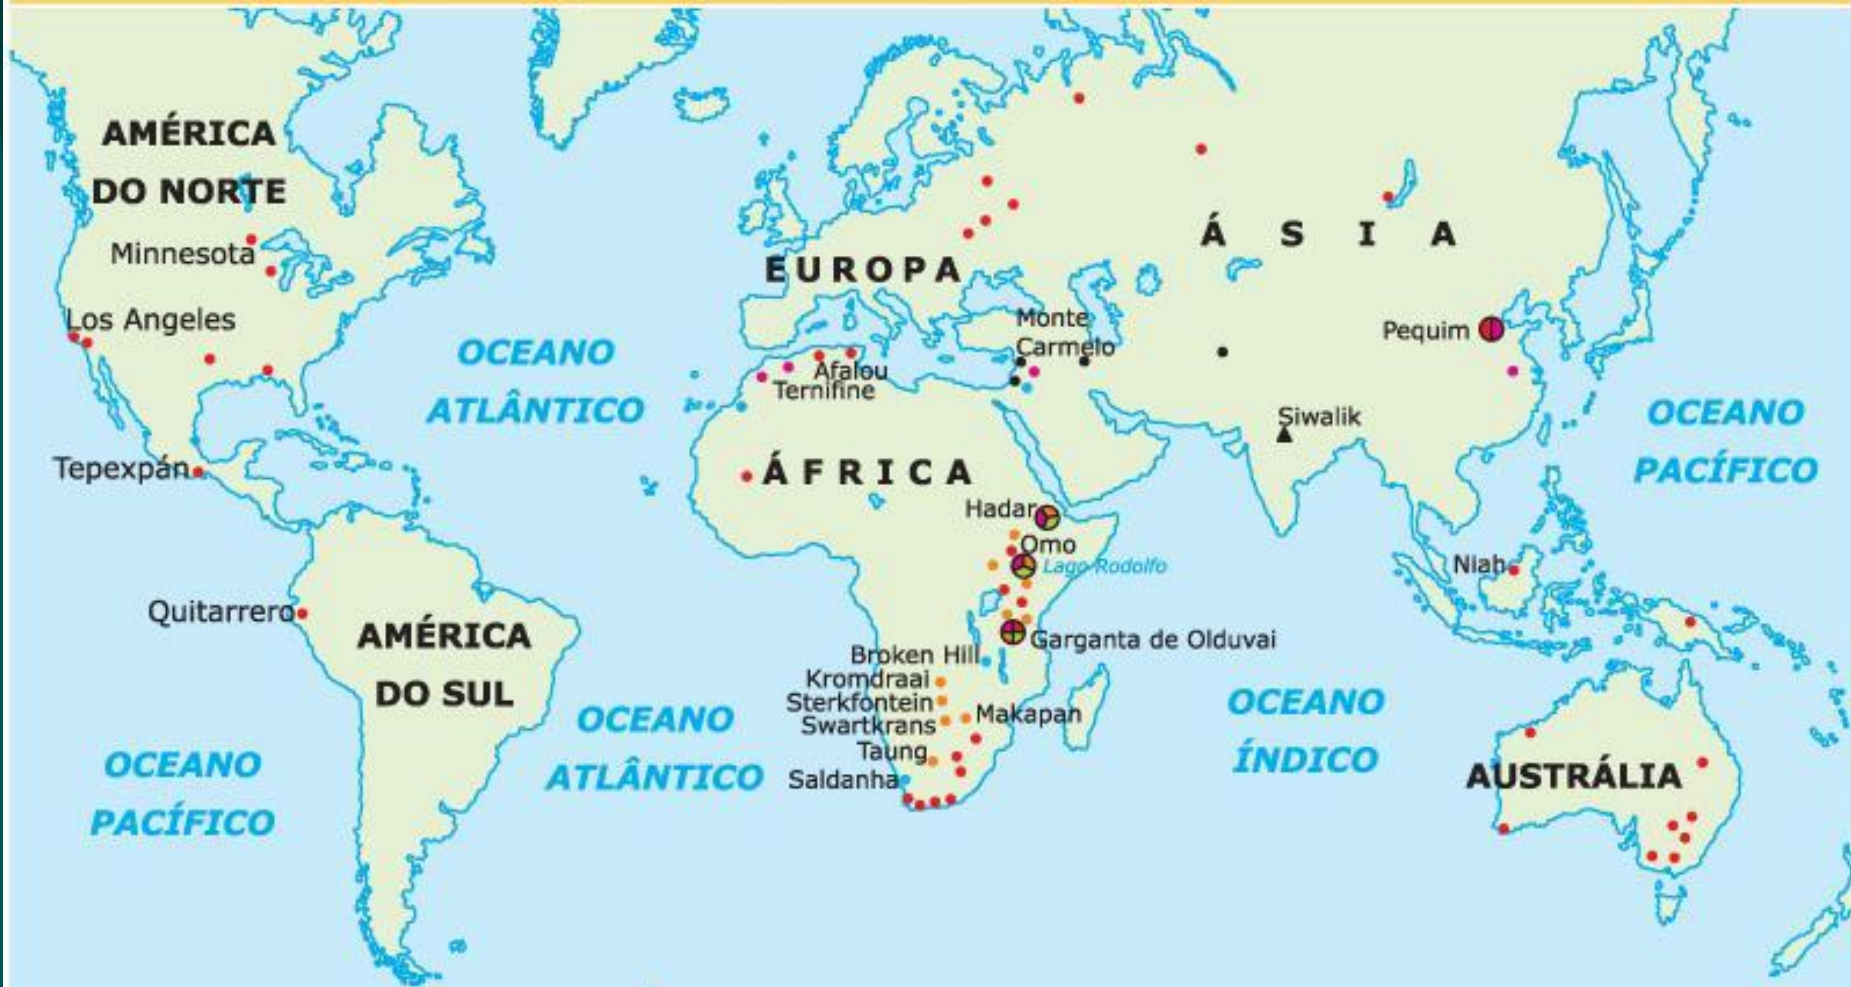 AMÉRICA
DO NORTE
Minnesota
Los Angeles
Tepexpán
Quitarrero
AMÉRICA
DO SUL
OCEANO
PACÍFICO
OCEANO
ATLÂNTICO
OCEANO
ATLÂNTICO
EUROPA
Monte
Carmelo
Afalou
Ternifine
ÁFRICA
Hadar
Omo
Lago Rodolfo
Garganta de Olduvai
Broken Hill
Kromdraai
Sterkfontein
Swartkrans
Makapan
Taung
Saldanha
ÁSIA
Pequim
Siwalik
Niah
OCEANO
PACÍFICO
OCEANO
ÍNDICO
AUSTRÁLIA